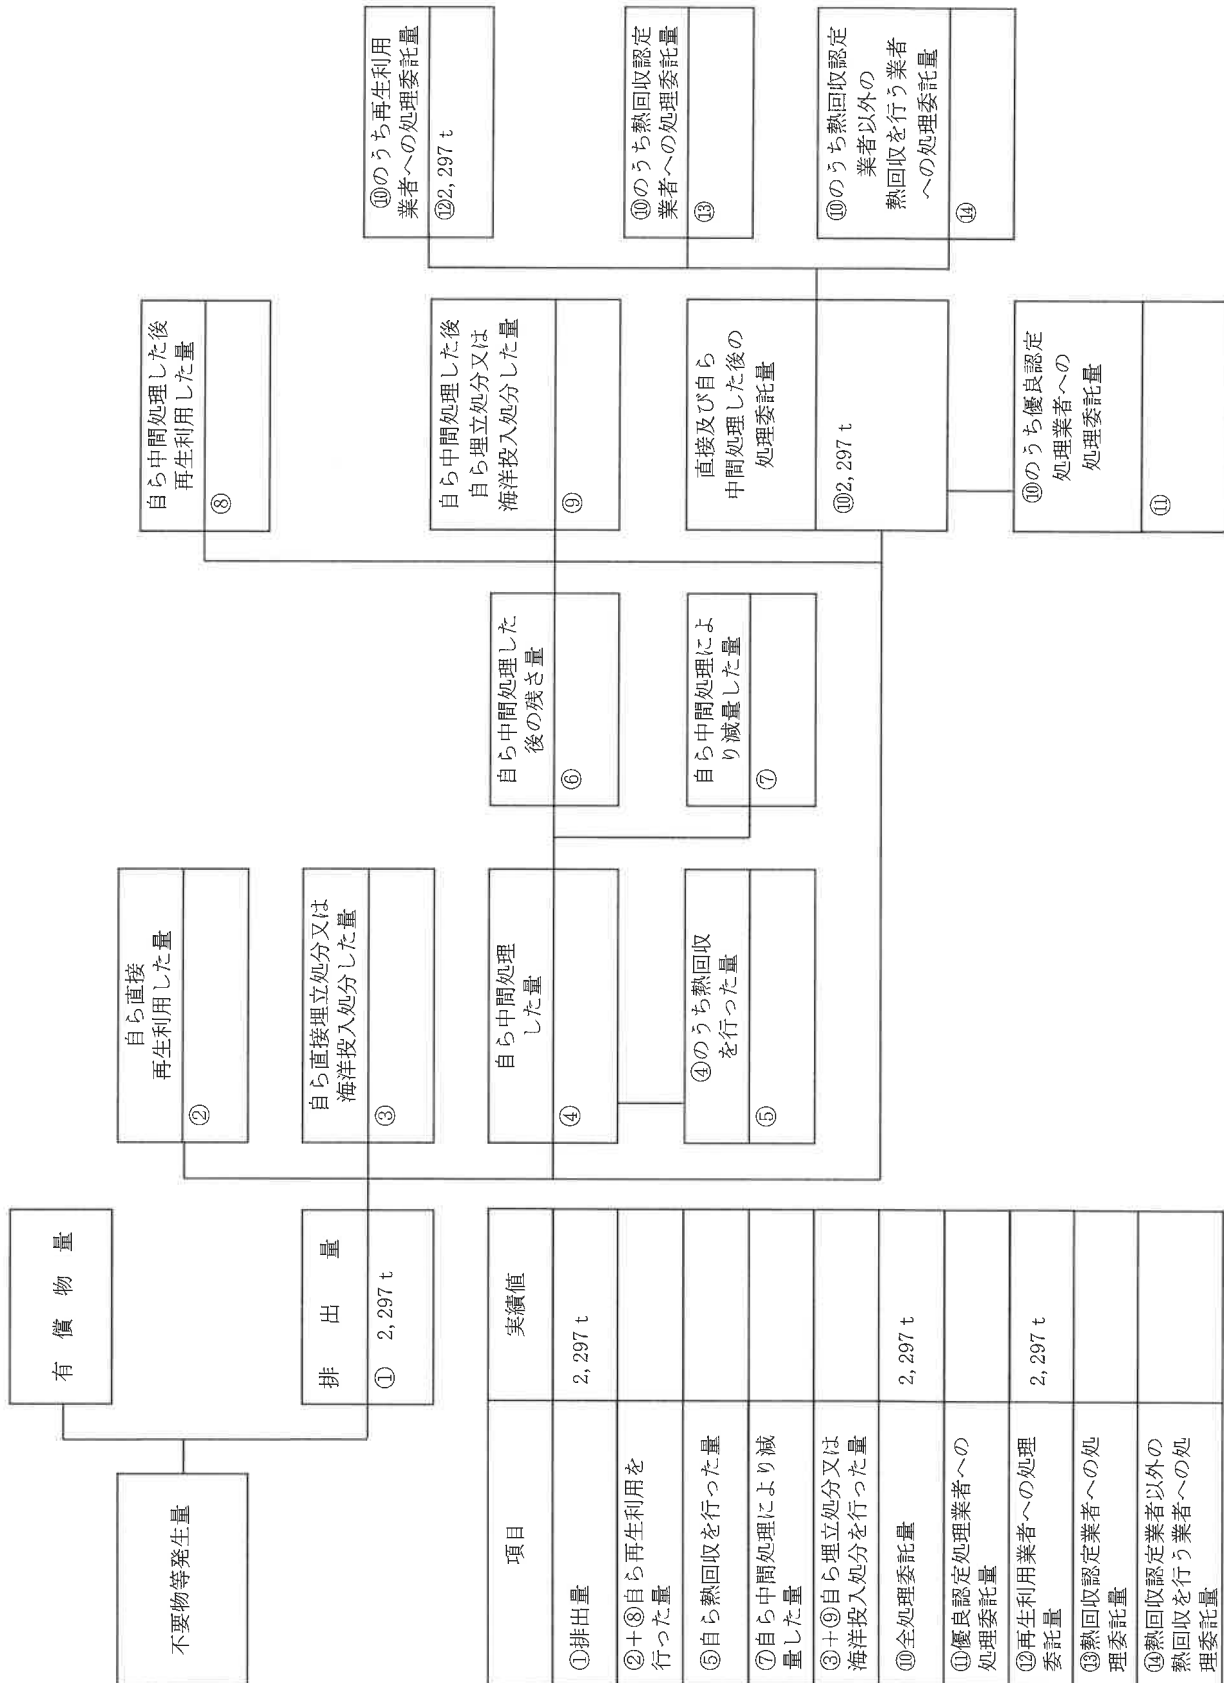 不要物等発生量
有償物量
排出量
① 2,297 t
自ら直接
再生利用した量
②
自ら直接埋立処分又は
海洋投入処分した量
③
自ら中間処理
した量
④
④のうち熱回収
を行った量
⑤
自ら中間処理した
後の残さ量
⑥
自ら中間処理によ
り減量した量
⑦
自ら中間処理した後
再生利用した量
⑧
自ら中間処理した後
自ら埋立処分又は
海洋投入処分した量
⑨
直接及び自ら
中間処理した後の
処理委託量
⑩2,297 t
⑩のうち優良認定
処理業者への
処理委託量
⑪
⑩のうち再生利用
業者への処理委託量
⑫2,297 t
⑩のうち熱回収認定
業者への処理委託量
⑬
⑩のうち熱回収認定
業者以外の
熱回収を行う業者
への処理委託量
⑭
項目
実績値
①排出量
2,297 t
②+⑧自ら再生利用を
行った量
⑤自ら熱回収を行った量
⑦自ら中間処理により減
量した量
③+⑨自ら埋立処分又は
海洋投入処分を行った量
⑩全処理委託量
2,297 t
⑪優良認定処理業者への
処理委託量
⑫再生利用業者への処理
委託量
2,297 t
⑬熱回収認定業者への処
理委託量
⑭熱回収認定業者以外の
熱回収を行う業者への処
理委託量